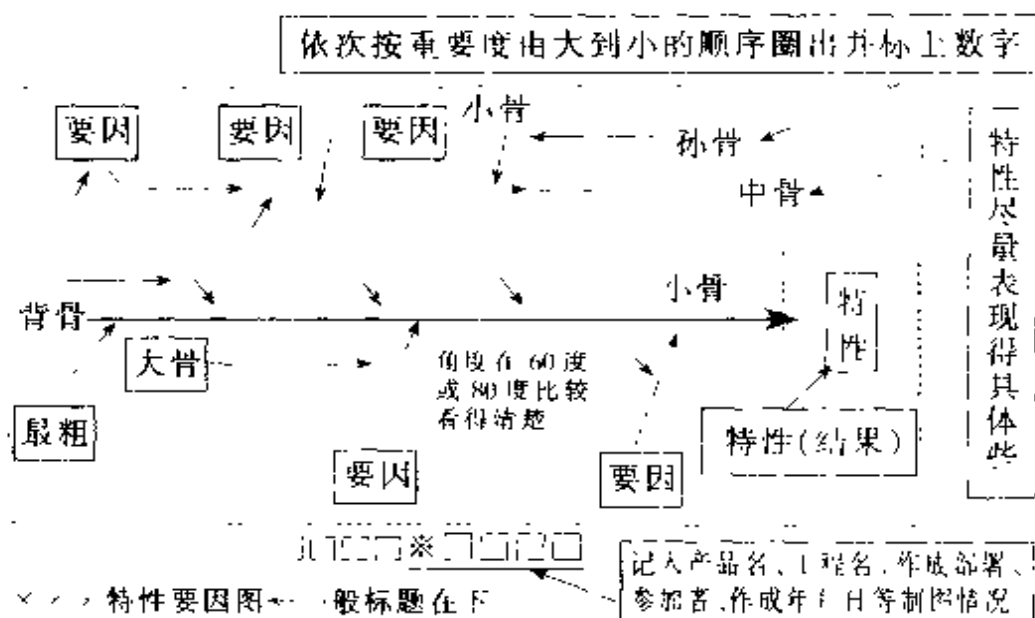 依次按重要度由大到小的顺序圈出并标上数字
小骨
要因 要因 要因
孙骨
中骨
特性尽量表现得具体些
背骨
小骨
特性
大骨
角度在60度
或80度比较
看得清楚
最粗
特性(结果)
要因
要因
※
记入产品名、工程名、作成部署、
参加者、作成年月日等制图情况
特性要因图 一般标题在下